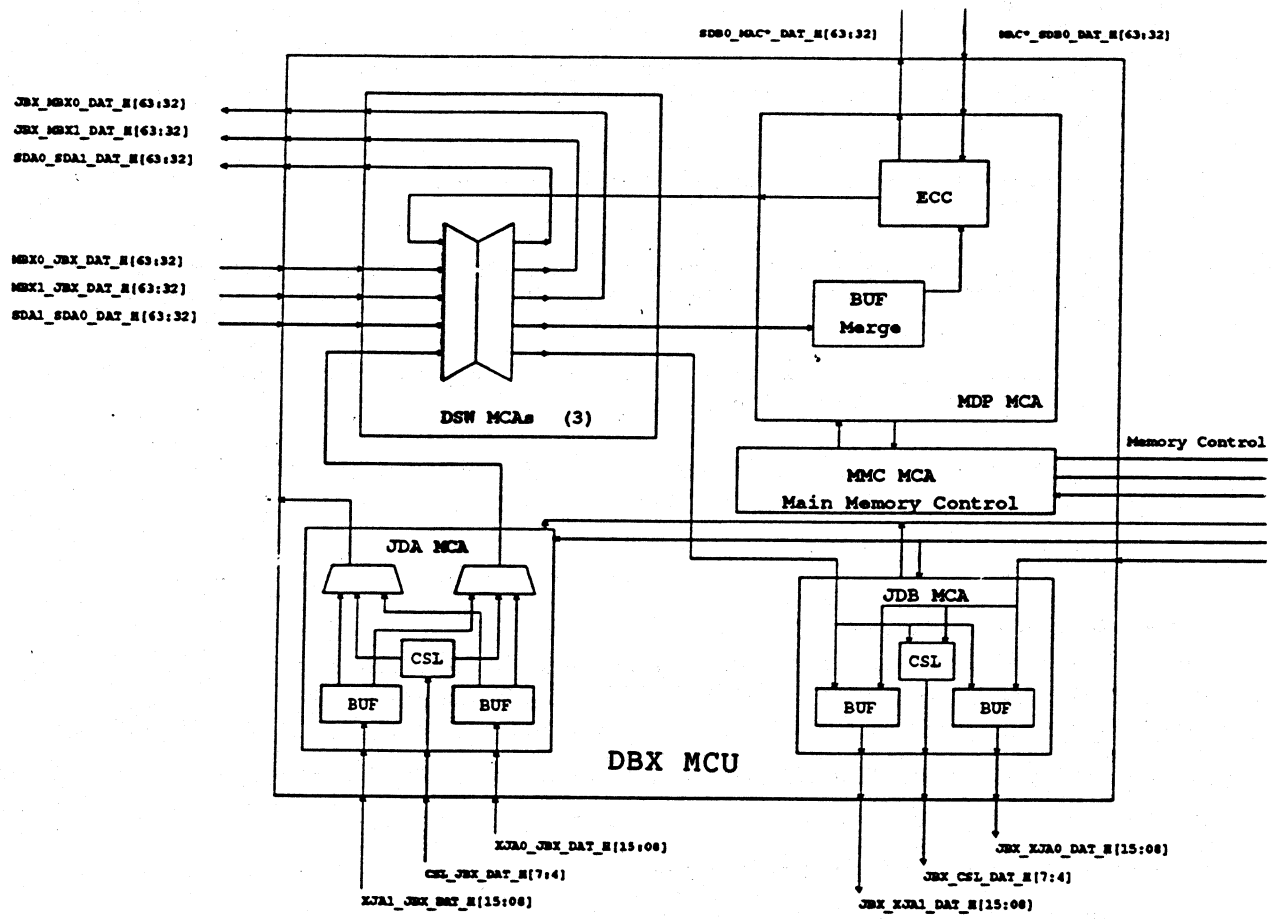 SDB0_MAC*_DAT_H[63:32]
MAC*_SDB0_DAT_H[63:32]
JBX_MBX0_DAT_H[63:32]
JBX_MBX1_DAT_H[63:32]
SDA0_SDA1_DAT_H[63:32]
ECC
MBX0_JBX_DAT_H[63:32]
MBX1_JBX_DAT_H[63:32]
SDA1_SDA0_DAT_H[63:32]
BUF
Merge
MDP MCA
DSW MCAs (3)
Memory Control
MMC MCA
Main Memory Control
JDA MCA
JDB MCA
CSL
CSL
BUF
BUF
BUF
BUF
DBX MCU
XJA0_JBX_DAT_H[15:08]
JBX_XJA0_DAT_H[15:08]
CSL_JBX_DAT_H[7:4]
JBX_CSL_DAT_H[7:4]
XJA1_JBX_DAT_H[15:08]
JBX_XJA1_DAT_H[15:08]